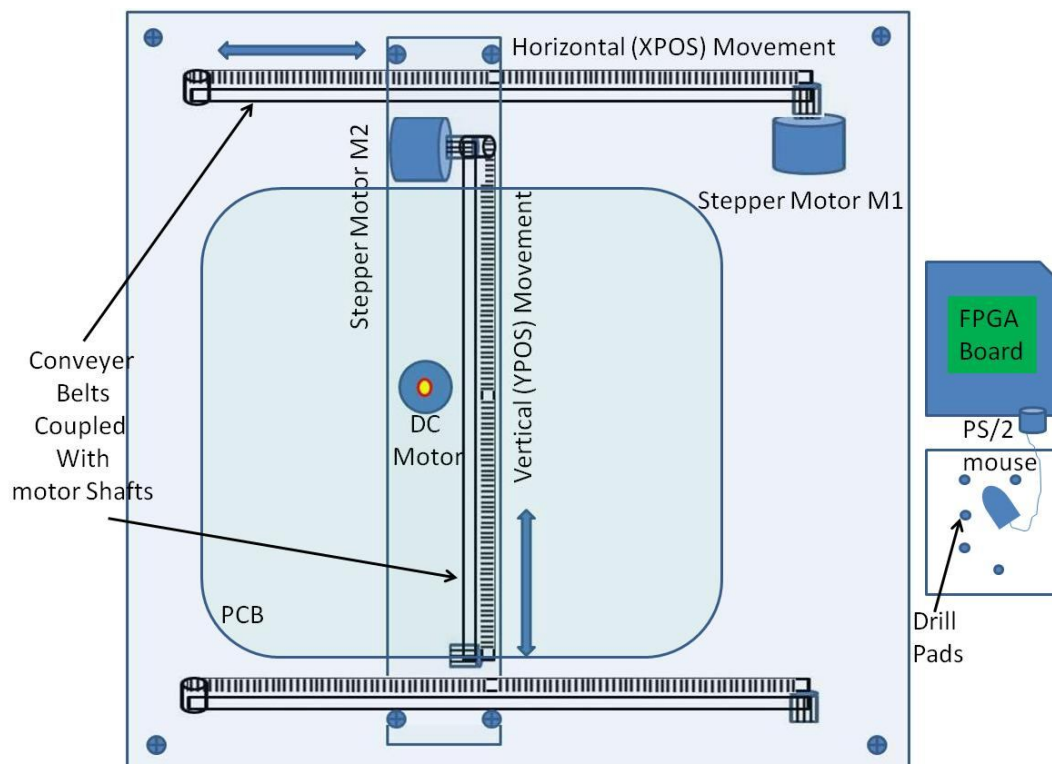 Horizontal (XPOS) Movement
Stepper Motor M2
Stepper Motor M1
Vertical (YPOS) Movement
FPGA
Board
Conveyer
Belts
Coupled
With
motor Shafts
DC
Motor
PS/2
mouse
PCB
Drill
Pads